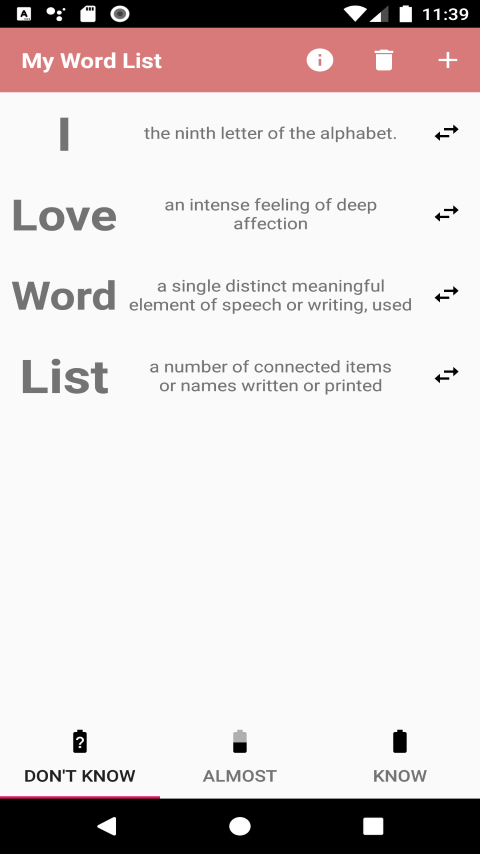 11:39
My Word List
I
the ninth letter of the alphabet.
Love
an intense feeling of deep
affection
Word
a single distinct meaningful
element of speech or writing, used
List
a number of connected items
or names written or printed
DON'T KNOW
ALMOST
KNOW